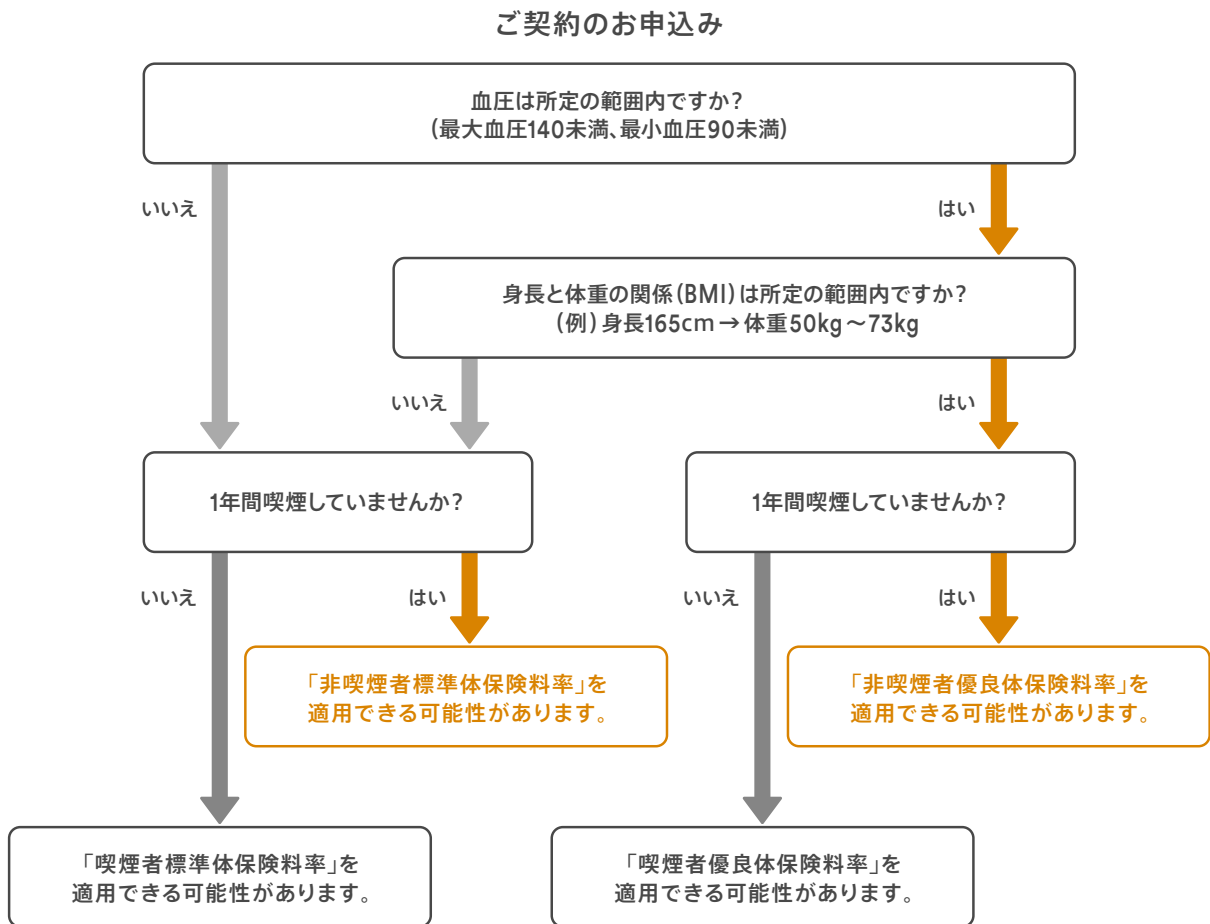 ご契約のお申込み
血圧は所定の範囲内ですか？
（最大血圧140未満、最小血圧90未満）
いいえ
はい
身長と体重の関係（BMI）は所定の範囲内ですか？
（例）身長165cm→体重50kg～73kg
いいえ
はい
1年間喫煙していませんか？
1年間喫煙していませんか？
いいえ
はい
いいえ
はい
「非喫煙者標準体保険料率」を
適用できる可能性があります。
「非喫煙者優良体保険料率」を
適用できる可能性があります。
「喫煙者標準体保険料率」を
適用できる可能性があります。
「喫煙者優良体保険料率」を
適用できる可能性があります。